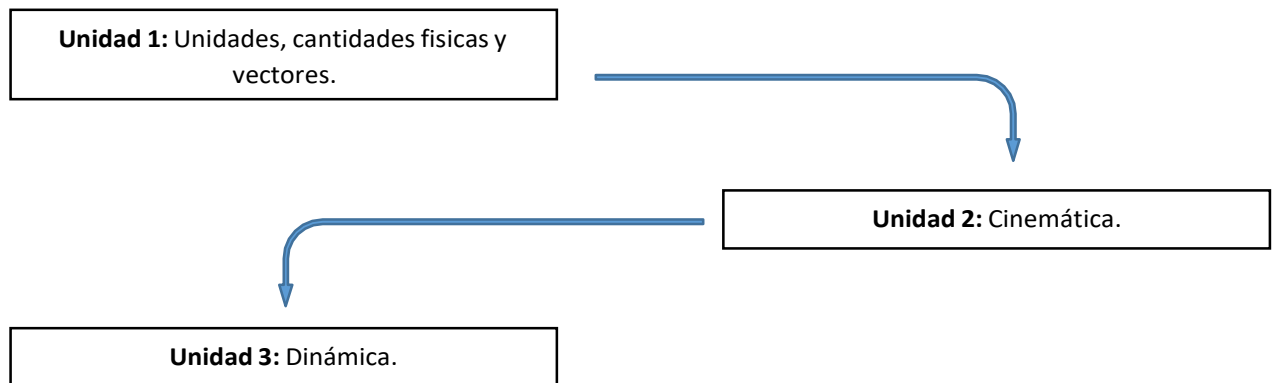 Unidad 1: Unidades, cantidades fisicas y
vectores.
Unidad 2: Cinemática.
Unidad 3: Dinámica.